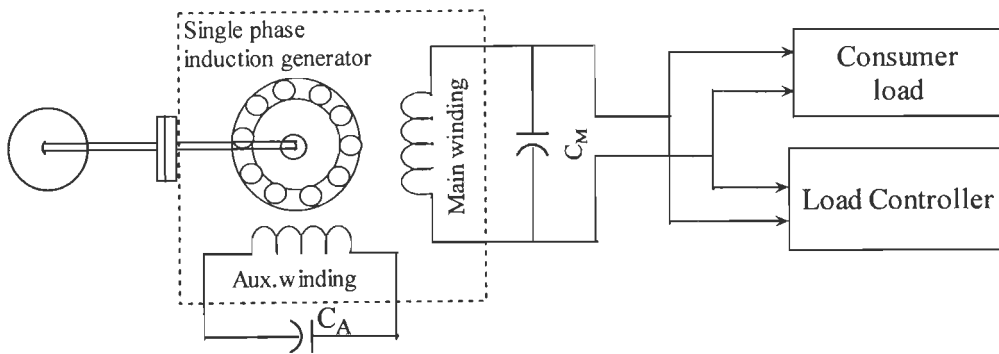 Single phase
induction generator
Main winding
C_M
Consumer
load
Load Controller
Aux.winding
C_A